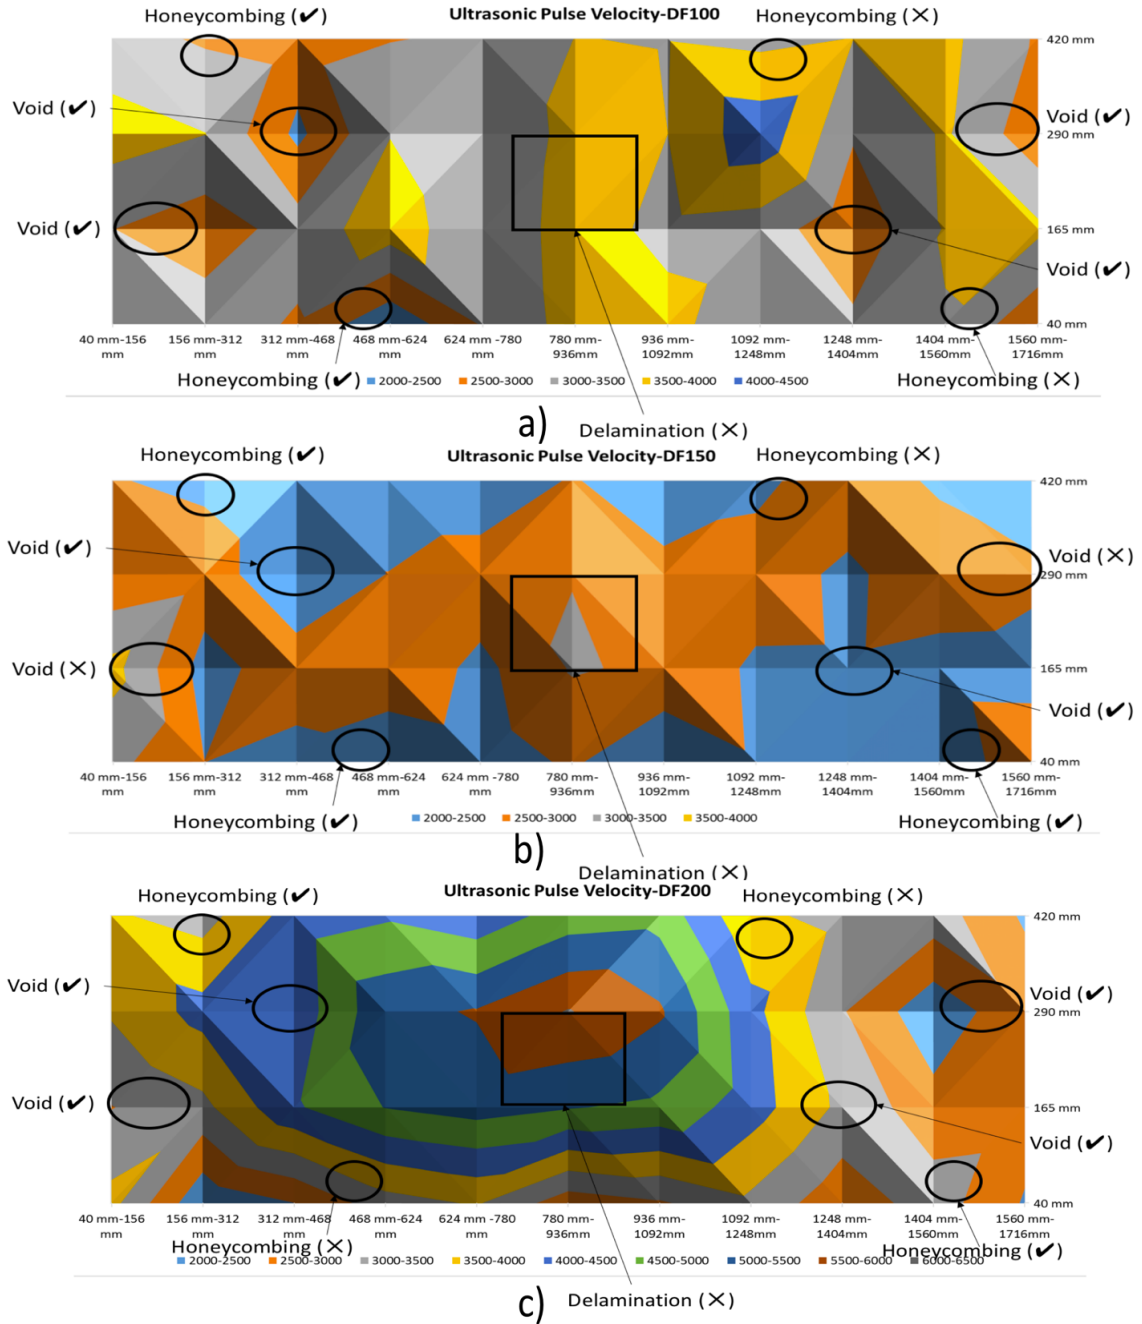 Honeycombing (✔)
Ultrasonic Pulse Velocity-DF100
Honeycombing (✕)
420 mm
Void (✔)
Void (✔)
290 mm
Void (✔)
165 mm
Void (✔)
40 mm
40 mm-156 mm
156 mm-312 mm
312 mm-468 mm
468 mm-624 mm
624 mm -780 mm
780 mm-936mm
936 mm-1092mm
1092 mm-1248mm
1248 mm-1404mm
1404 mm-1560mm
1560 mm-1716mm
Honeycombing (✔)
2000-2500
2500-3000
3000-3500
3500-4000
4000-4500
Honeycombing (✕)
a)
Delamination (✕)
Honeycombing (✔)
Ultrasonic Pulse Velocity-DF150
Honeycombing (✕)
420 mm
Void (✔)
Void (✕)
290 mm
Void (✕)
165 mm
Void (✔)
40 mm
40 mm-156 mm
156 mm-312 mm
312 mm-468 mm
468 mm-624 mm
624 mm -780 mm
780 mm-936mm
936 mm-1092mm
1092 mm-1248mm
1248 mm-1404mm
1404 mm-1560mm
1560 mm-1716mm
Honeycombing (✔)
2000-2500
2500-3000
3000-3500
3500-4000
Honeycombing (✔)
b)
Delamination (✕)
Honeycombing (✔)
Ultrasonic Pulse Velocity-DF200
Honeycombing (✕)
420 mm
Void (✔)
Void (✔)
290 mm
Void (✔)
165 mm
Void (✔)
40 mm
40 mm-156 mm
156 mm-312 mm
312 mm-468 mm
468 mm-624 mm
624 mm -780 mm
780 mm-936mm
936 mm-1092mm
1092 mm-1248mm
1248 mm-1404mm
1404 mm-1560mm
1560 mm-1716mm
Honeycombing (✕)
Honeycombing (✔)
2000-2500
2500-3000
3000-3500
3500-4000
4000-4500
4500-5000
5000-5500
5500-6000
6000-6500
c)
Delamination (✕)